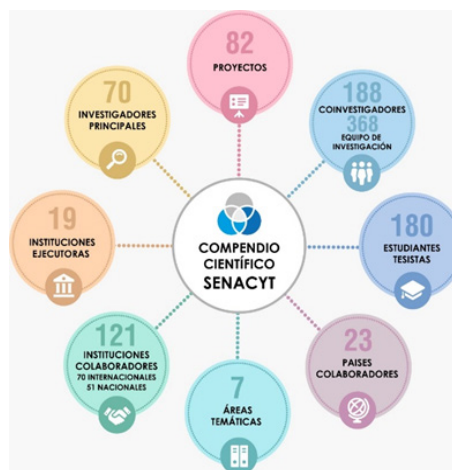 82
PROYECTOS
70
INVESTIGADORES
PRINCIPALES
188
COINVESTIGADORES
368
EQUIPO DE
INVESTIGACIÓN
19
INSTITUCIONES
EJECUTORAS
COMPENDIO
CIENTÍFICO
SENACYT
180
ESTUDIANTES
TESISTAS
121
INSTITUCIONES
COLABORADORES
70 INTERNACIONALES
51 NACIONALES
7
ÁREAS
TEMÁTICAS
23
PAISES
COLABORADORES